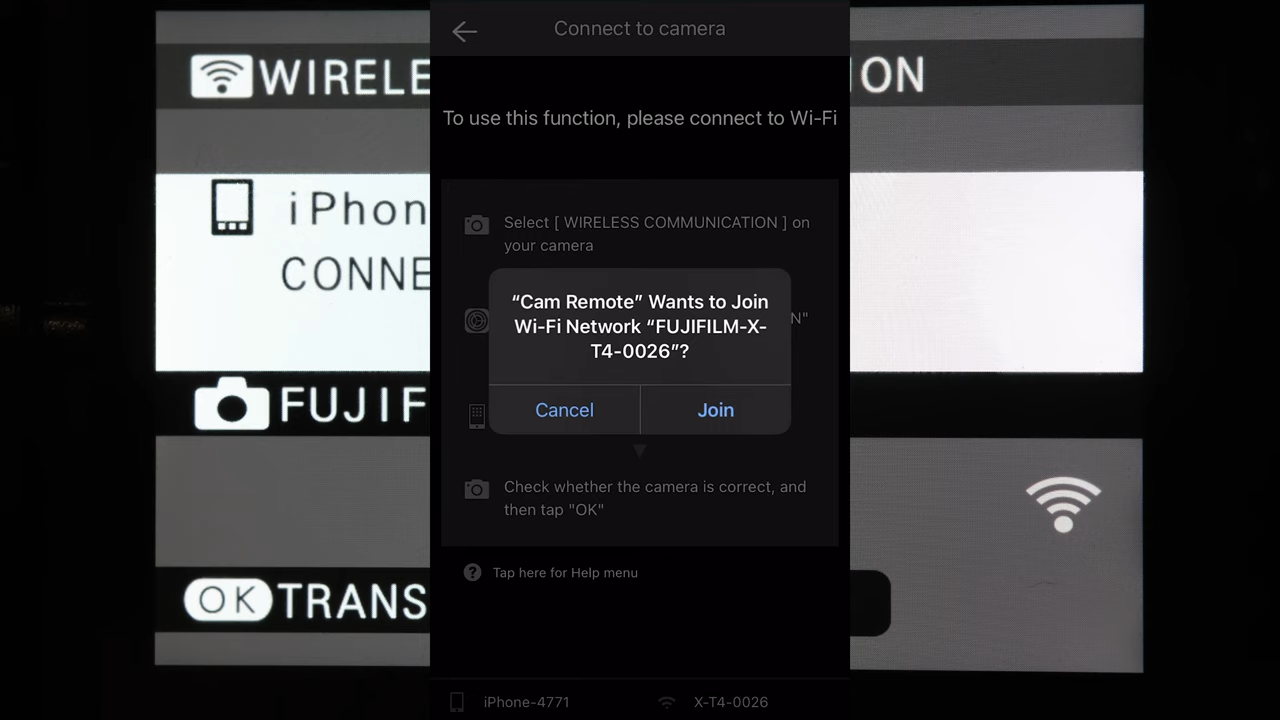 WIRELE
ION
iPhon
CONNE
FUJIF
OK TRANS
Connect to camera
To use this function, please connect to Wi-Fi
Select [ WIRELESS COMMUNICATION ] on
your camera
N"
“Cam Remote” Wants to Join
Wi-Fi Network “FUJIFILM-X-
T4-0026”?
Cancel
Join
Check whether the camera is correct, and
then tap "OK"
? Tap here for Help menu
iPhone-4771
X-T4-0026